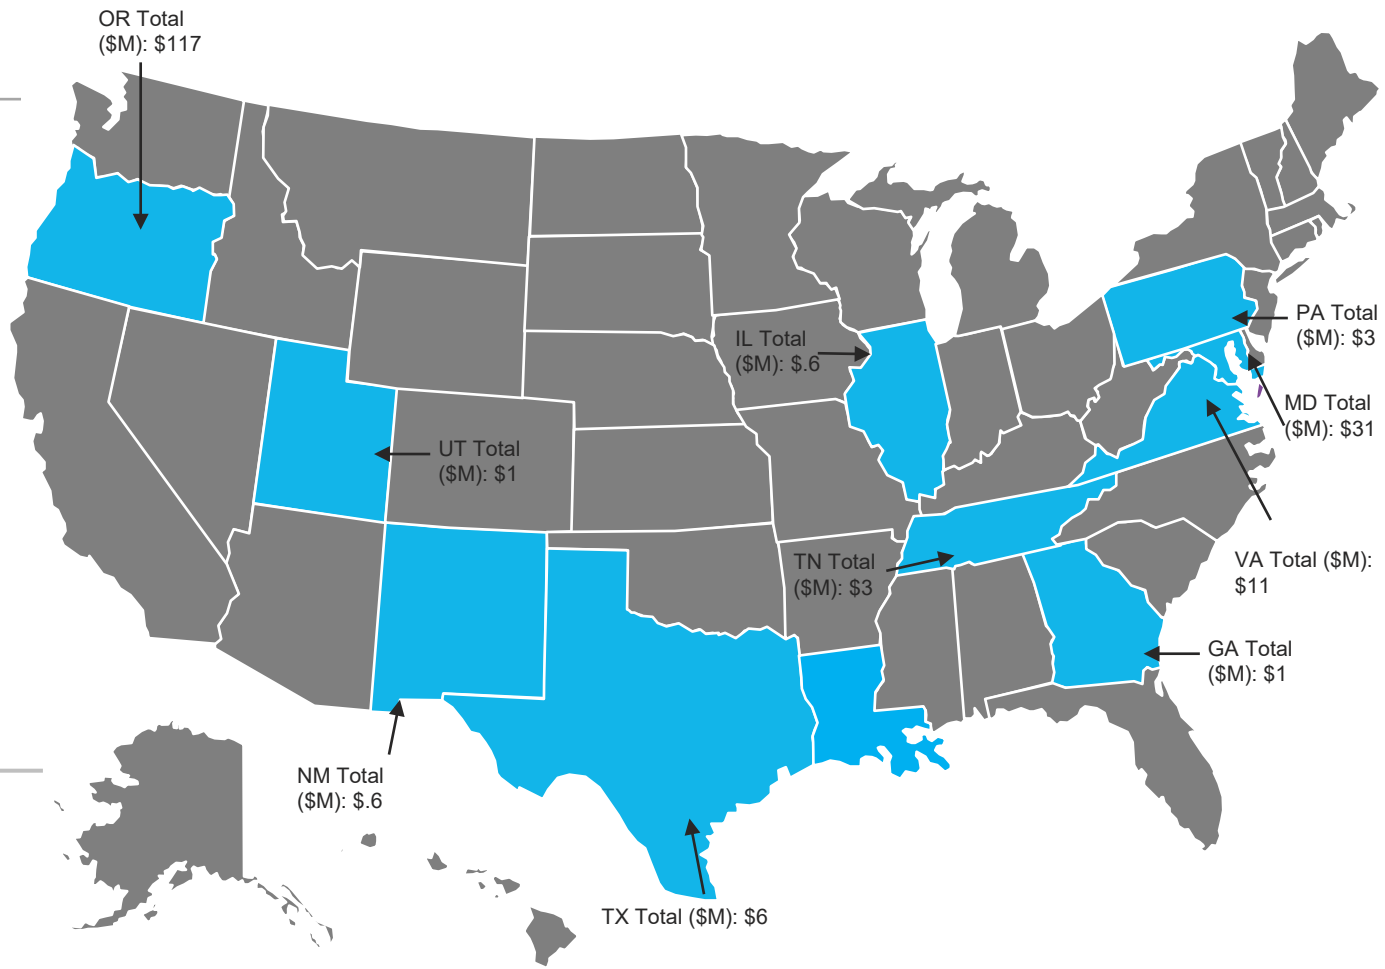 OR Total
($M): $117
PA Total
($M): $3
IL Total
($M): $.6
MD Total
($M): $31
UT Total
($M): $1
VA Total ($M):
$11
TN Total
($M): $3
GA Total
($M): $1
NM Total
($M): $.6
TX Total ($M): $6